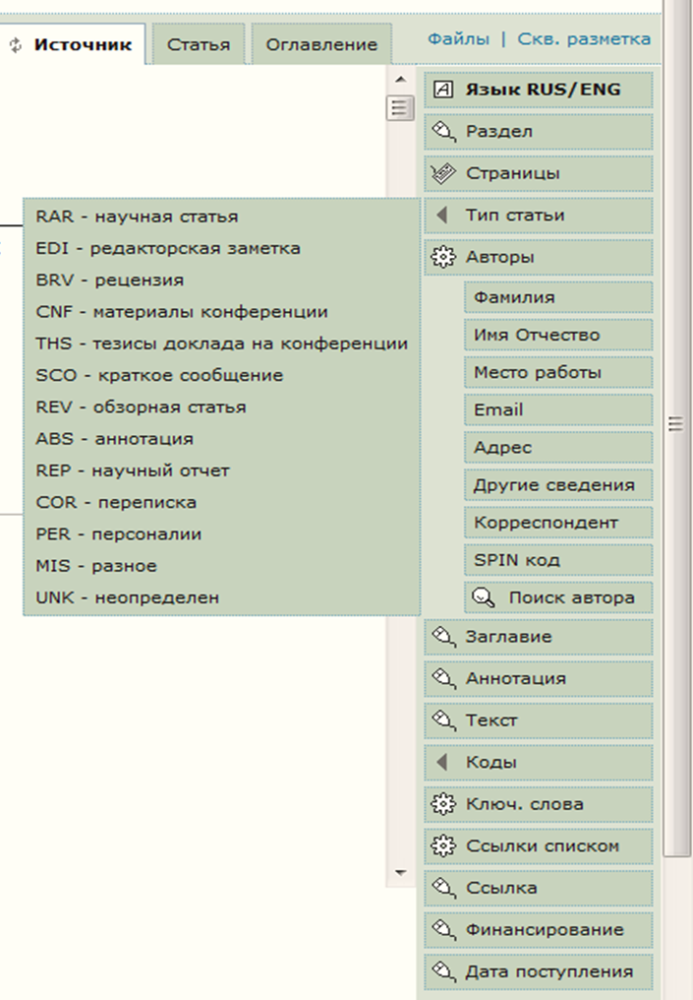 Источник
Статья
Оглавление
Файлы | Скв. разметка
Язык RUS/ENG
Раздел
Страницы
Тип статьи
RAR - научная статья
EDI - редакторская заметка
BRV - рецензия
CNF - материалы конференции
THS - тезисы доклада на конференции
SCO - краткое сообщение
REV - обзорная статья
ABS - аннотация
REP - научный отчет
COR - переписка
PER - персоналии
MIS - разное
UNK - неопределен
Авторы
Фамилия
Имя Отчество
Место работы
Email
Адрес
Другие сведения
Корреспондент
SPIN код
Поиск автора
Заглавие
Аннотация
Текст
Коды
Ключ. слова
Ссылки списком
Ссылка
Финансирование
Дата поступления